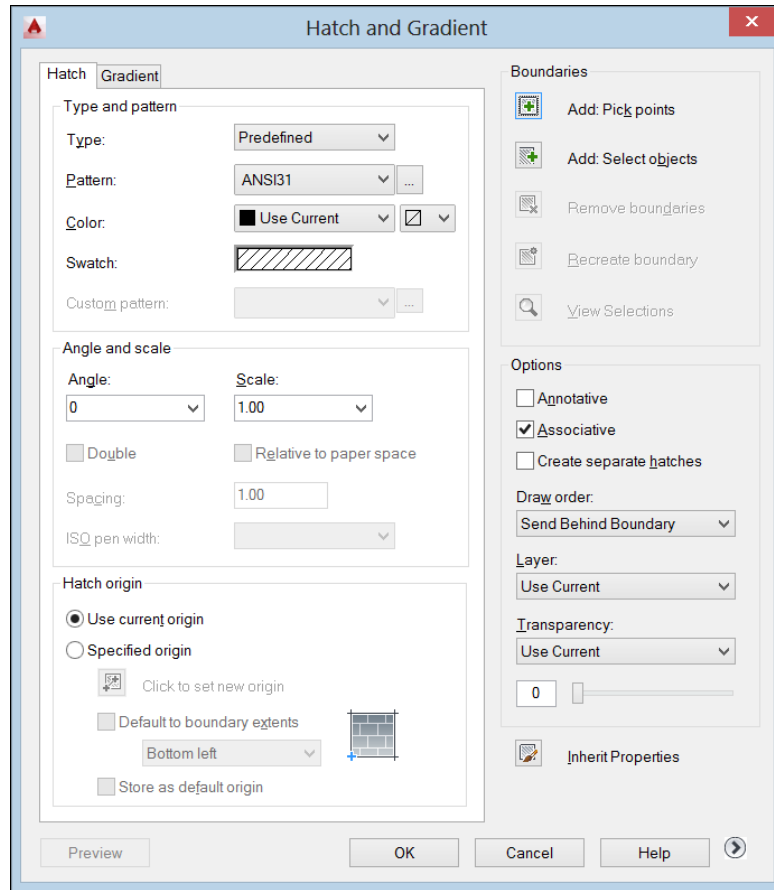 Hatch and Gradient
Hatch
Gradient
Type and pattern
Type:
Predefined
Pattern:
ANSI31
...
Color:
Use Current
Swatch:
Custom pattern:
...
Angle and scale
Angle:
Scale:
0
1.00
Double
Relative to paper space
Spacing:
1.00
ISO pen width:
Hatch origin
Use current origin
Specified origin
Click to set new origin
Default to boundary extents
Bottom left
Store as default origin
Boundaries
Add: Pick points
Add: Select objects
Remove boundaries
Recreate boundary
View Selections
Options
Annotative
Associative
Create separate hatches
Draw order:
Send Behind Boundary
Layer:
Use Current
Transparency:
Use Current
0
Inherit Properties
Preview
OK
Cancel
Help